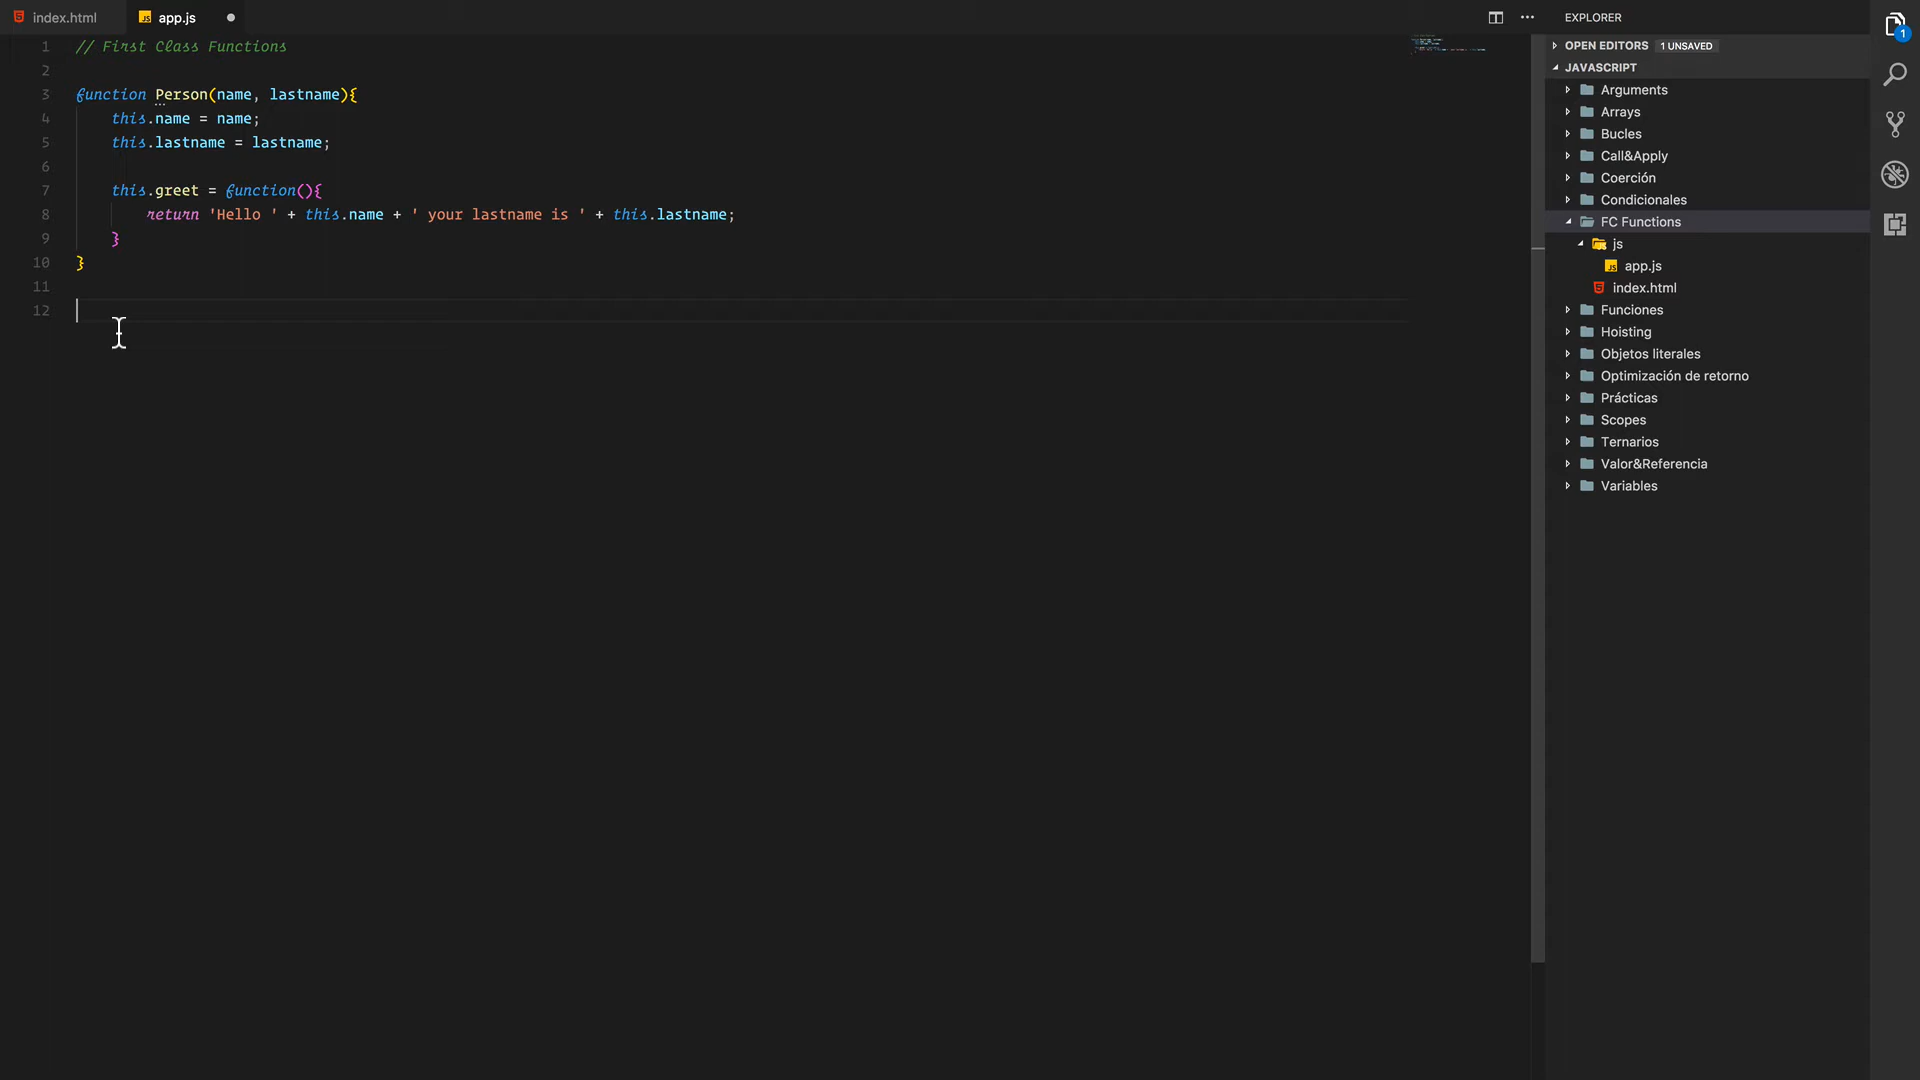 index.html
app.js
EXPLORER
1
// First Class Functions
2
3 function Person(name, lastname){
4 this.name = name;
5 this.lastname = lastname;
6
7 this.greet = function(){
8 return 'Hello ' + this.name + ' your lastname is ' + this.lastname;
9 }
10 }
11
12
OPEN EDITORS 1 UNSAVED
JAVASCRIPT
Arguments
Arrays
Bucles
Call&Apply
Coerción
Condicionales
FC Functions
js
app.js
index.html
Funciones
Hoisting
Objetos literales
Optimización de retorno
Prácticas
Scopes
Ternarios
Valor&Referencia
Variables
1